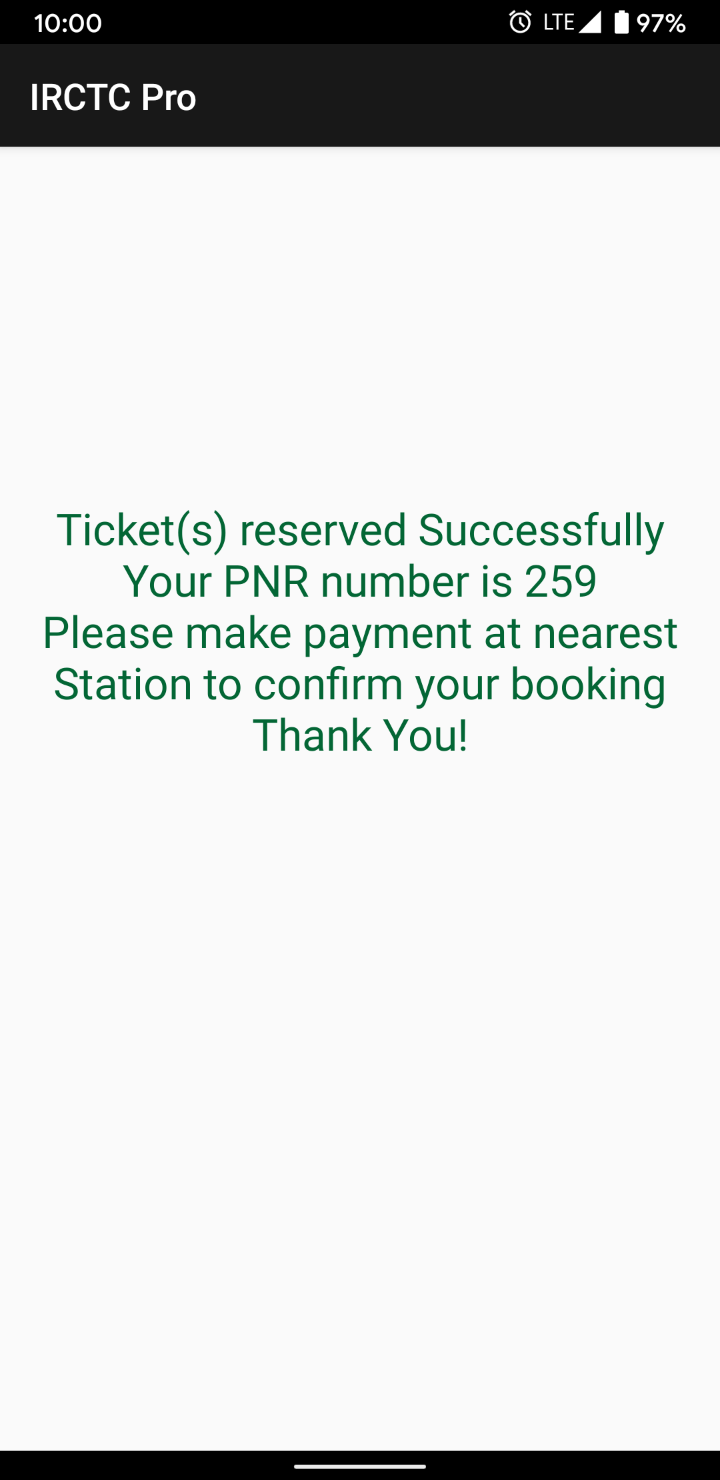 10:00 LTE 97%
IRCTC Pro
Ticket(s) reserved Successfully
Your PNR number is 259
Please make payment at nearest
Station to confirm your booking
Thank You!